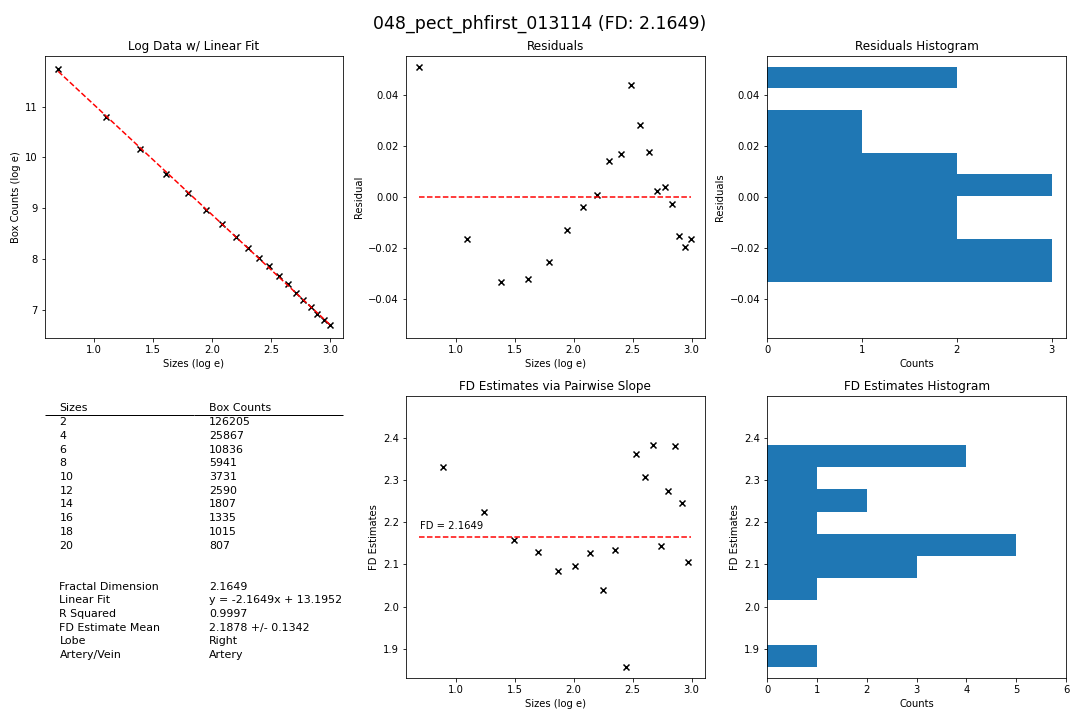 048_pect_phfirst_013114 (FD: 2.1649)
Log Data w/ Linear Fit
Box Counts (log e)
11
10
9
8
7
1.0 1.5 2.0 2.5 3.0
Sizes (log e)
Residuals
Residual
0.04
0.02
0.00
−0.02
−0.04
1.0 1.5 2.0 2.5 3.0
Sizes (log e)
Residuals Histogram
Residuals
0.04
0.02
0.00
−0.02
−0.04
0 1 2 3
Counts
Sizes Box Counts
2 126205
4 25867
6 10836
8 5941
10 3731
12 2590
14 1807
16 1335
18 1015
20 807
Fractal Dimension 2.1649
Linear Fit y = -2.1649x + 13.1952
R Squared 0.9997
FD Estimate Mean 2.1878 +/- 0.1342
Lobe Right
Artery/Vein Artery
FD Estimates via Pairwise Slope
FD Estimates
2.4
2.3
2.2
2.1
2.0
1.9
FD = 2.1649
1.0 1.5 2.0 2.5 3.0
Sizes (log e)
FD Estimates Histogram
FD Estimates
2.4
2.3
2.2
2.1
2.0
1.9
0 1 2 3 4 5 6
Counts